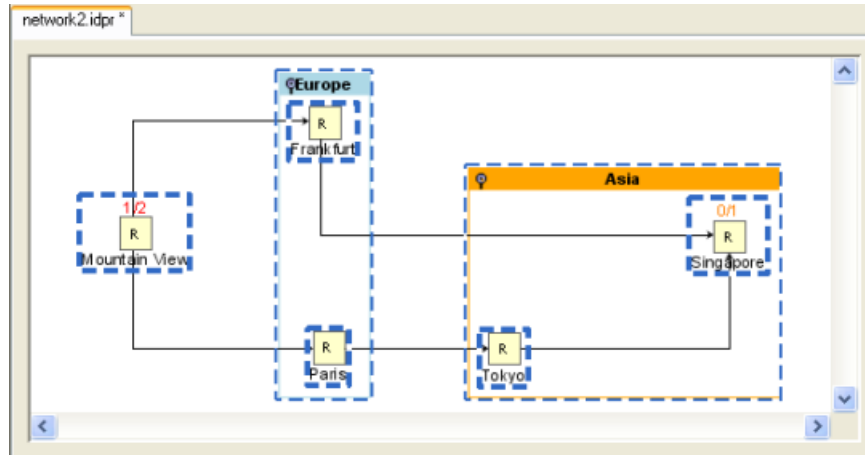 network2.idpr *
Europe
R
Frankfurt
Asia
1/2
R
Mountain View
0/1
R
Singapore
R
Paris
R
Tokyo